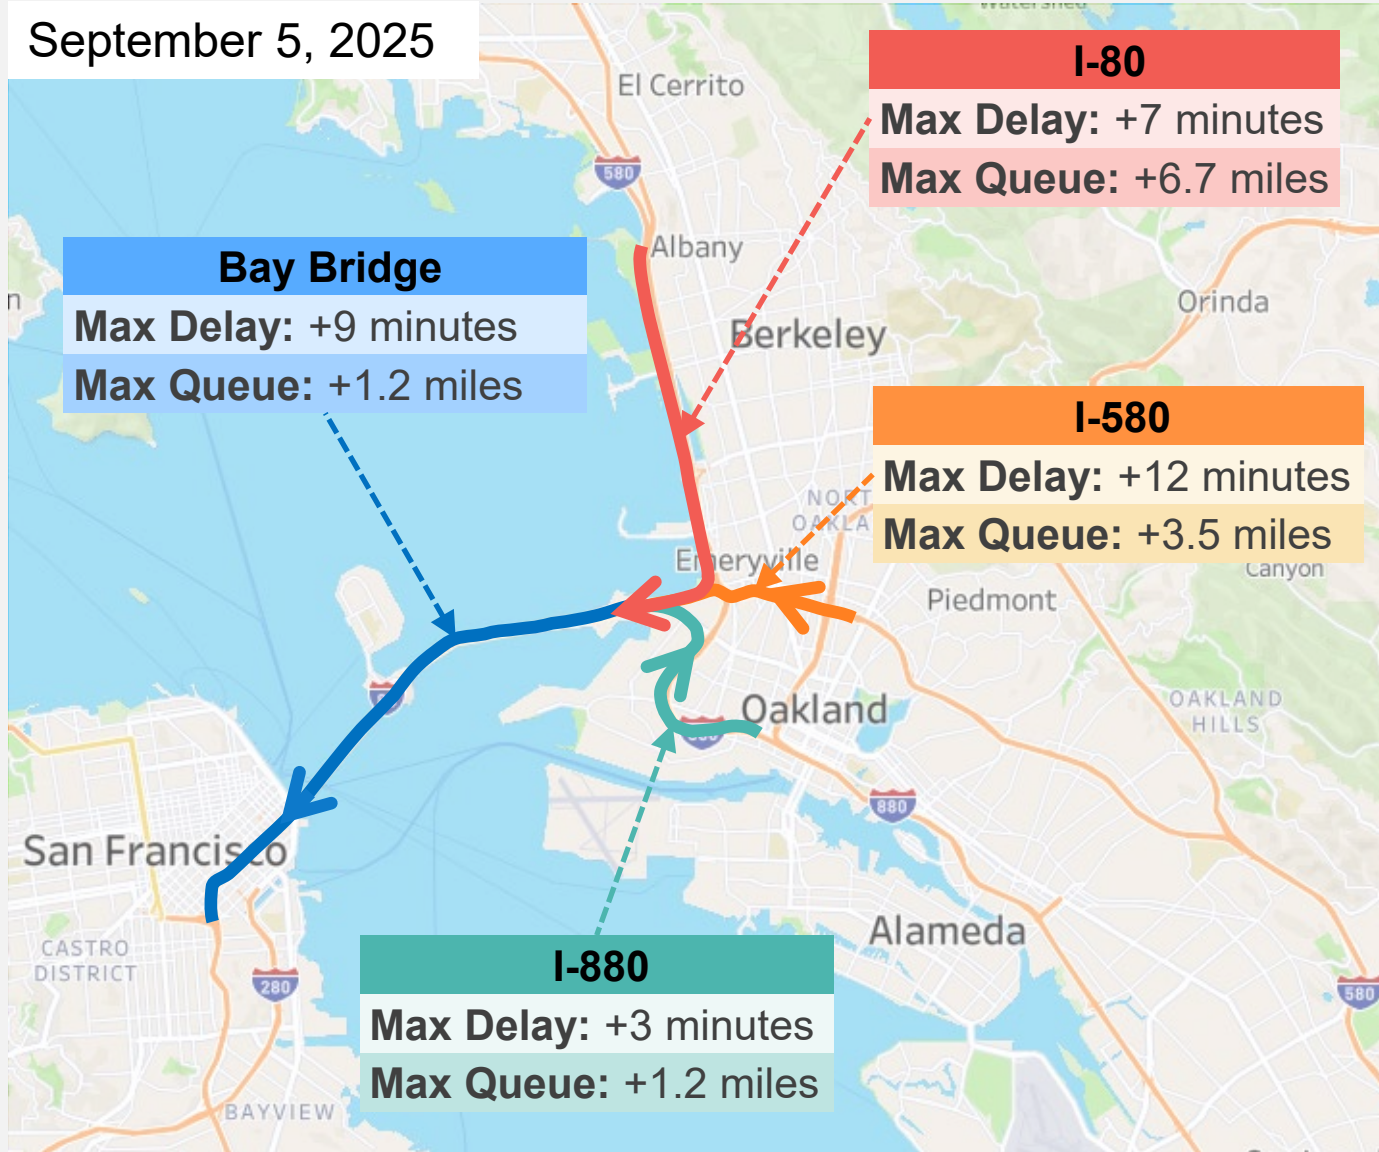 September 5, 2025
El Cerrito
I-80
Max Delay: +7 minutes
Max Queue: +6.7 miles
580
Albany
Bay Bridge
Max Delay: +9 minutes
Max Queue: +1.2 miles
Orinda
Berkeley
I-580
Max Delay: +12 minutes
Max Queue: +3.5 miles
Emeryville
Canyon
Piedmont
OAKLAND
HILLS
Oakland
880
San Francisco
CASTRO
DISTRICT
280
Alameda
580
I-880
Max Delay: +3 minutes
Max Queue: +1.2 miles
BAYVIEW